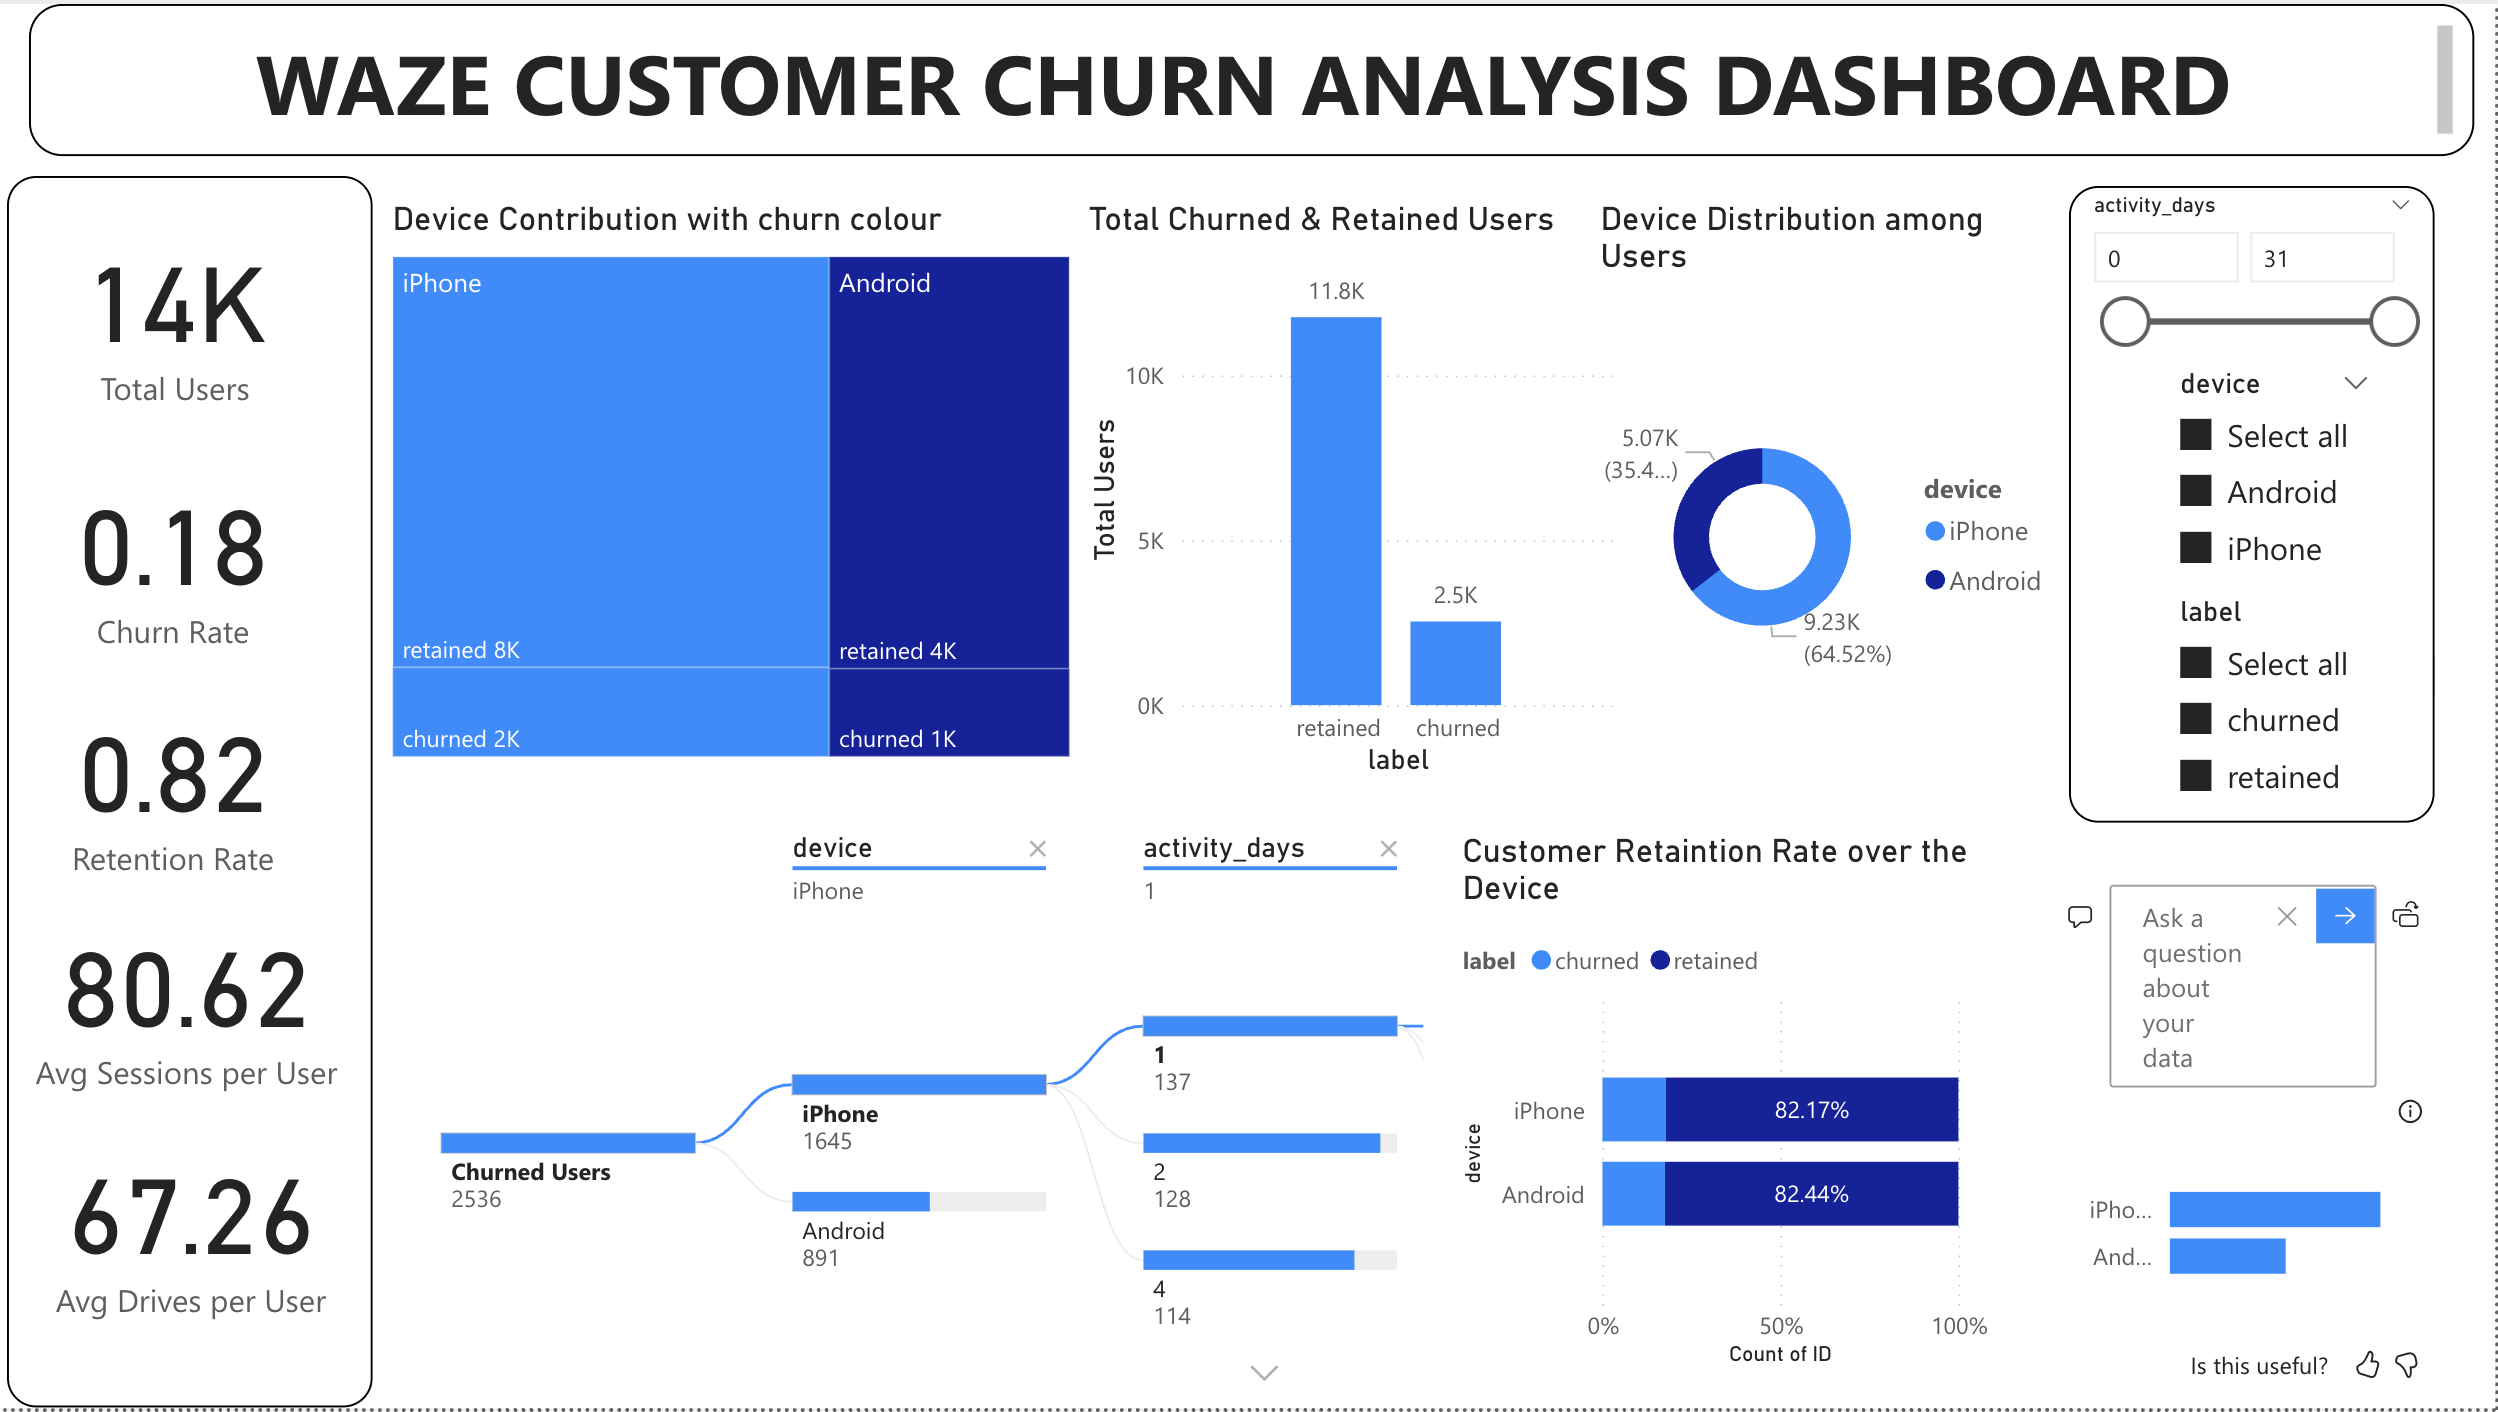 WAZE CUSTOMER CHURN ANALYSIS DASHBOARD
14K
Total Users
0.18
Churn Rate
0.82
Retention Rate
80.62
Avg Sessions per User
67.26
Avg Drives per User
Device Contribution with churn colour
iPhone
Android
retained 8K
retained 4K
churned 2K
churned 1K
Total Churned & Retained Users
Total Users
10K
5K
0K
11.8K
2.5K
retained
churned
label
Device Distribution among
Users
5.07K
(35.4...)
9.23K
(64.52%)
device
iPhone
Android
activity_days
0
31
device
Select all
Android
iPhone
label
Select all
churned
retained
device
iPhone
activity_days
1
Churned Users
2536
iPhone
1645
Android
891
1
137
2
128
4
114
Customer Retaintion Rate over the
Device
label
churned
retained
device
iPhone
82.17%
Android
82.44%
0%
50%
100%
Count of ID
Ask a
question
about
your
data
iPho...
And...
Is this useful?